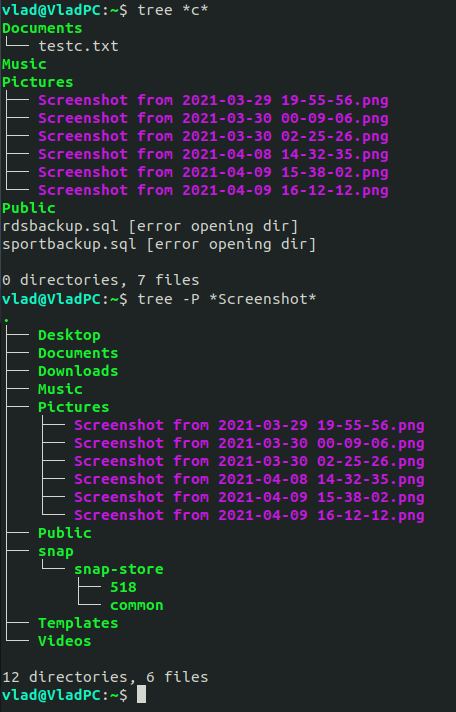 vlad@VladPC:~$ tree *c*
Documents
└── testc.txt
Music
Pictures
├── Screenshot from 2021-03-29 19-55-56.png
├── Screenshot from 2021-03-30 00-09-06.png
├── Screenshot from 2021-03-30 02-25-26.png
├── Screenshot from 2021-04-08 14-32-35.png
├── Screenshot from 2021-04-09 15-38-02.png
└── Screenshot from 2021-04-09 16-12-12.png
Public
rdsbackup.sql [error opening dir]
sportbackup.sql [error opening dir]

0 directories, 7 files
vlad@VladPC:~$ tree -P *Screenshot*
.
├── Desktop
├── Documents
├── Downloads
├── Music
├── Pictures
│   ├── Screenshot from 2021-03-29 19-55-56.png
│   ├── Screenshot from 2021-03-30 00-09-06.png
│   ├── Screenshot from 2021-03-30 02-25-26.png
│   ├── Screenshot from 2021-04-08 14-32-35.png
│   ├── Screenshot from 2021-04-09 15-38-02.png
│   └── Screenshot from 2021-04-09 16-12-12.png
├── Public
├── snap
│   └── snap-store
│       ├── 518
│       └── common
├── Templates
└── Videos

12 directories, 6 files
vlad@VladPC:~$